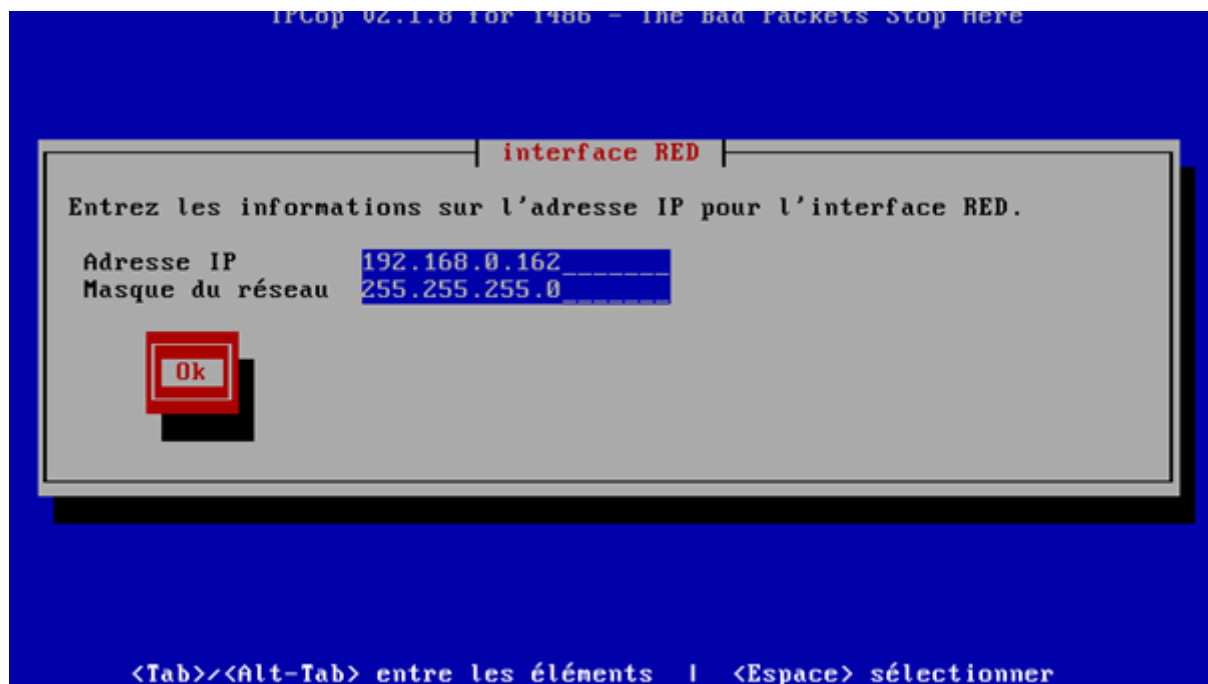 IPCop v2.1.8 for i486 - The Bad Packets Stop Here
interface RED
Entrez les informations sur l'adresse IP pour l'interface RED.
Adresse IP 192.168.0.162_______
Masque du réseau 255.255.255.0_______
Ok
<Tab>/<Alt-Tab> entre les éléments | <Espace> sélectionner